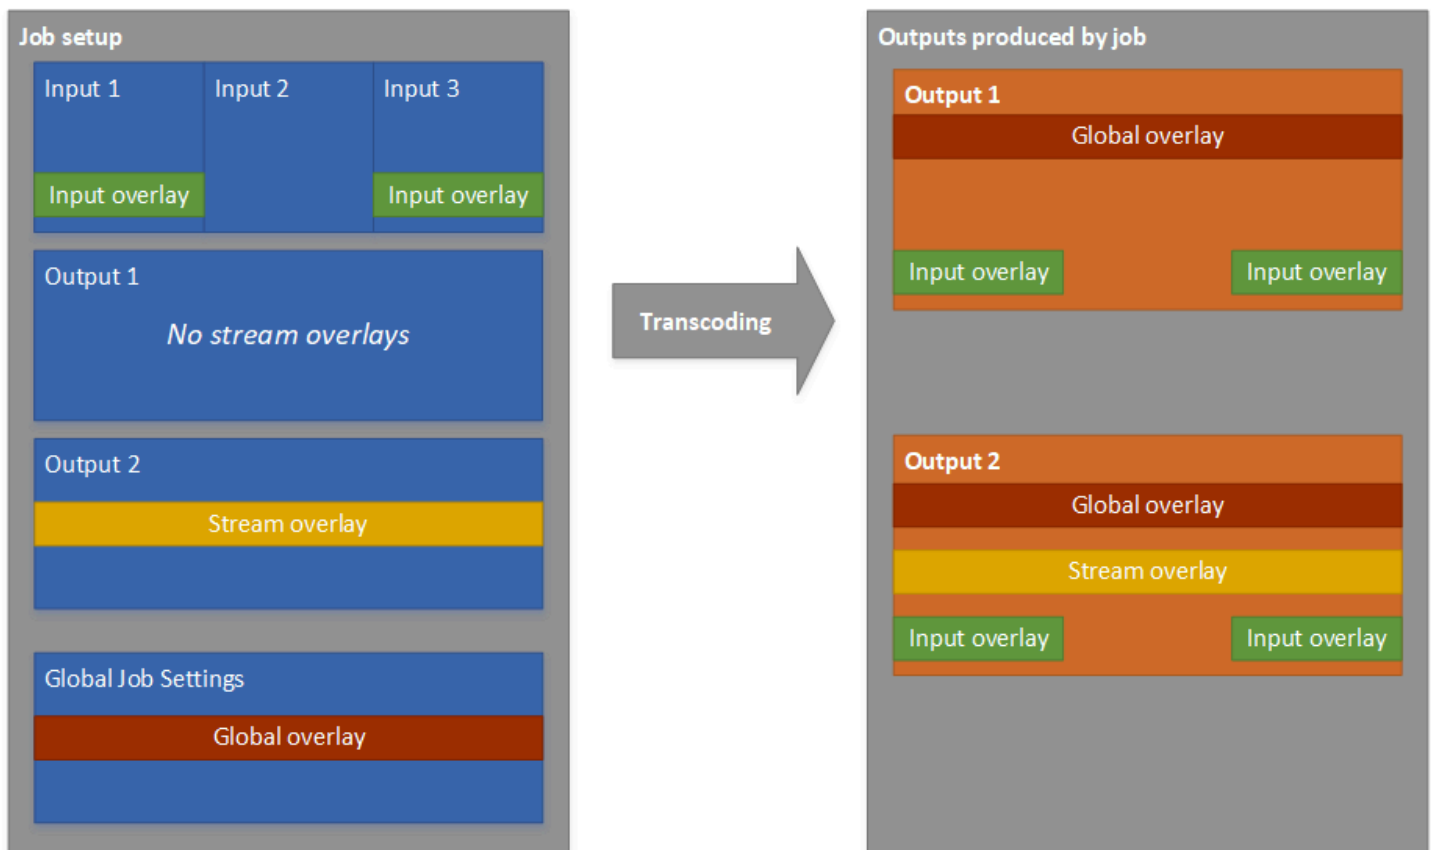 Job setup
Input 1
Input 2
Input 3
Input overlay
Input overlay
Output 1
No stream overlays
Output 2
Stream overlay
Global Job Settings
Global overlay
Transcoding
Outputs produced by job
Output 1
Global overlay
Input overlay
Input overlay
Output 2
Global overlay
Stream overlay
Input overlay
Input overlay